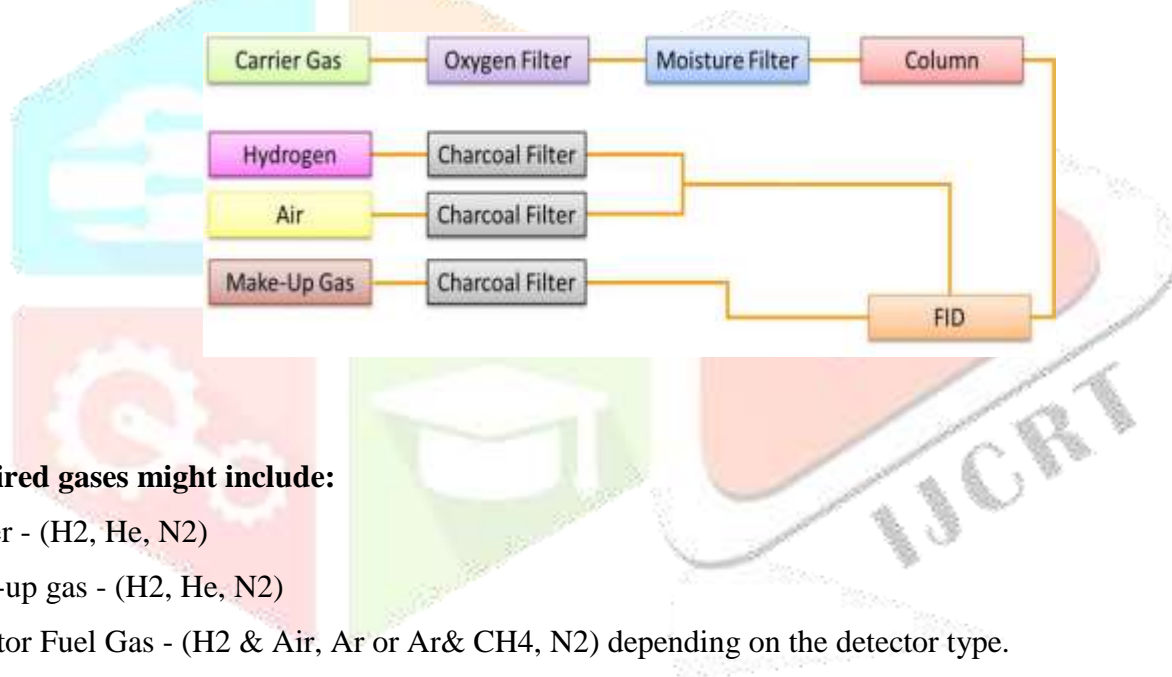 Carrier Gas Oxygen Filter Moisture Filter Column
Hydrogen Charcoal Filter
Air Charcoal Filter
Make-Up Gas Charcoal Filter
FID
ired gases might include:
er - (H2, He, N2)
-up gas - (H2, He, N2)
tor Fuel Gas - (H2 & Air, Ar or Ar& CH4, N2) depending on the detector type.
IJCRT